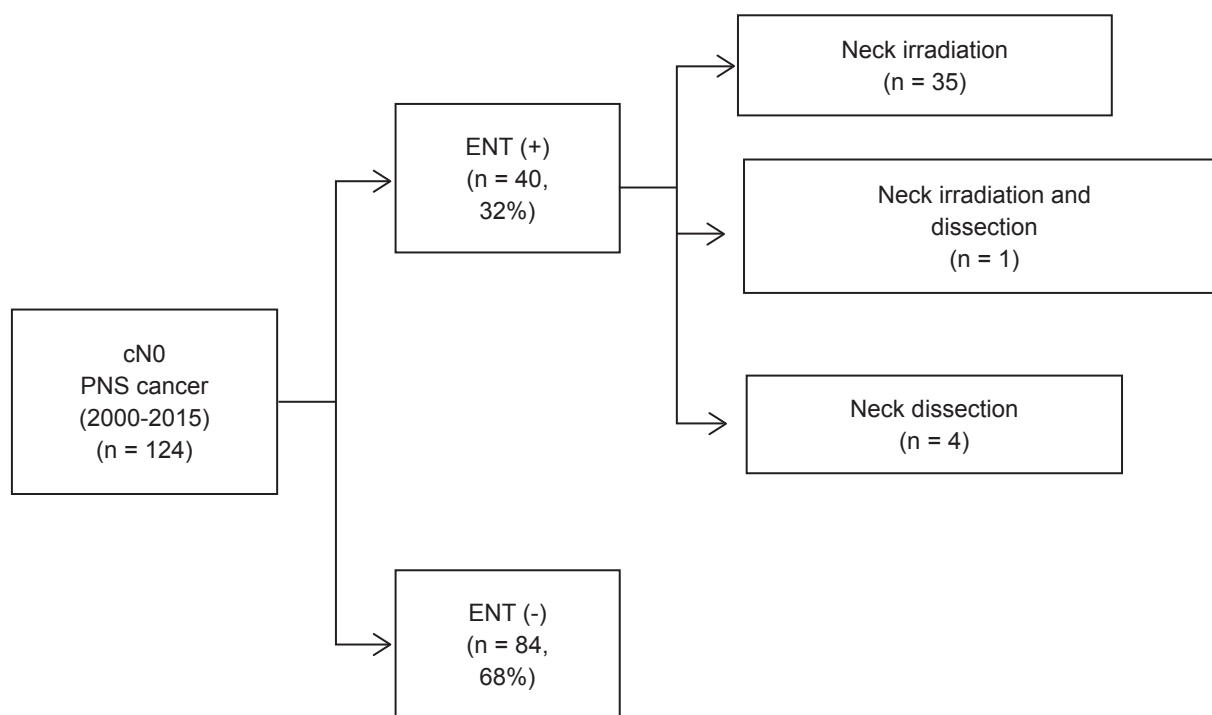 cN0
PNS cancer
(2000-2015)
(n = 124)
ENT (+)
(n = 40,
32%)
ENT (-)
(n = 84,
68%)
Neck irradiation
(n = 35)
Neck irradiation and
dissection
(n = 1)
Neck dissection
(n = 4)